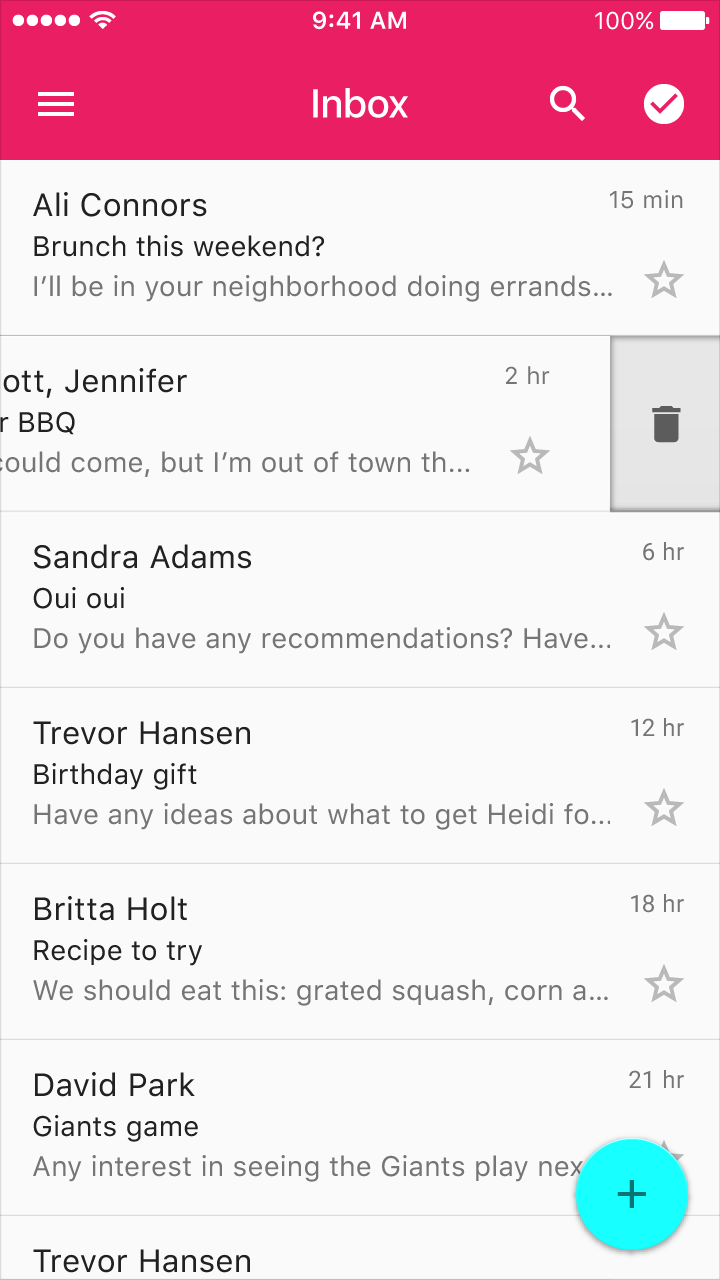 9:41 AM 100%
Inbox
Ali Connors 15 min
Brunch this weekend?
I’ll be in your neighborhood doing errands...
ott, Jennifer 2 hr
r BBQ
could come, but I’m out of town th...
Sandra Adams 6 hr
Oui oui
Do you have any recommendations? Have...
Trevor Hansen 12 hr
Birthday gift
Have any ideas about what to get Heidi fo...
Britta Holt 18 hr
Recipe to try
We should eat this: grated squash, corn a...
David Park 21 hr
Giants game
Any interest in seeing the Giants play nex
Trevor Hansen